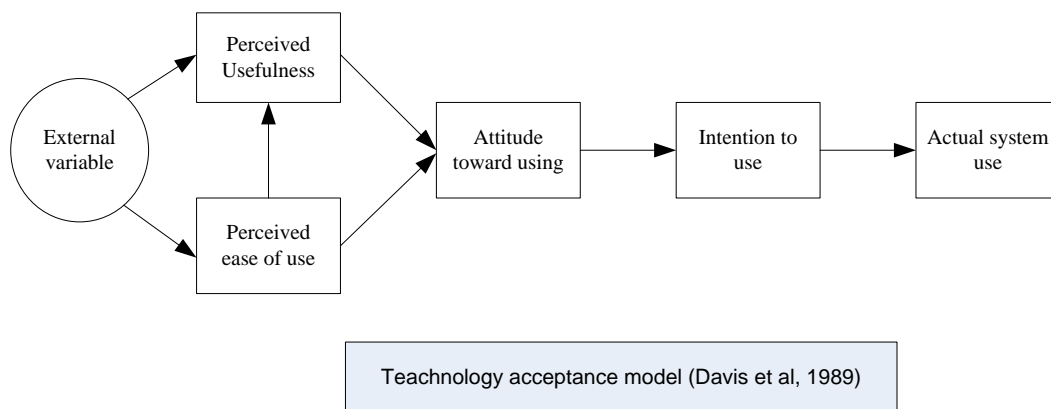 Perceived
Usefulness
External
variable
Attitude
toward using
Intention to
use
Actual system
use
Perceived
ease of use
Teachnology acceptance model (Davis et al, 1989)